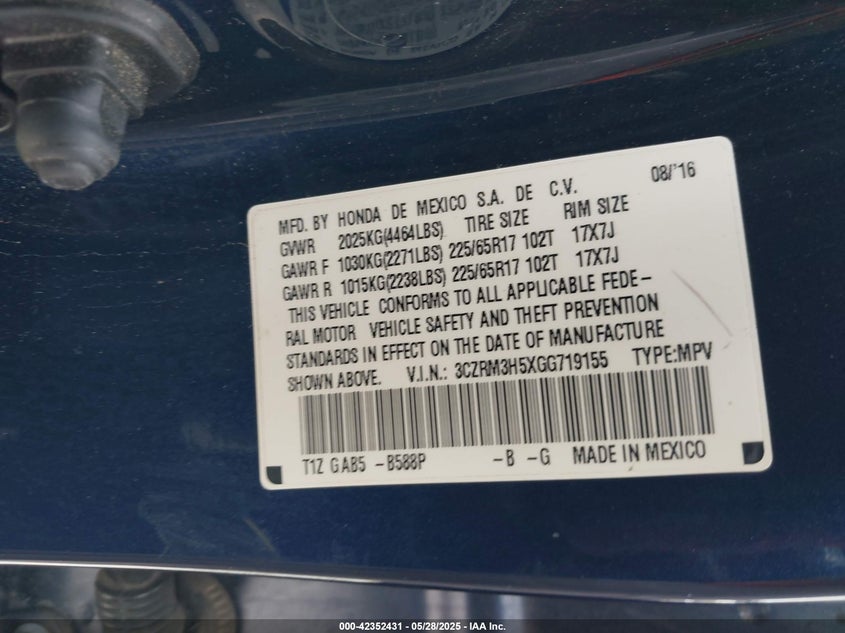 MFD. BY HONDA DE MEXICO S.A. DE C.V. 08/'16
GVWR 2025KG(4464LBS) TIRE SIZE RIM SIZE
GAWR F 1030KG(2271LBS) 225/65R17 102T 17X7J
GAWR R 1015KG(2238LBS) 225/65R17 102T 17X7J
THIS VEHICLE CONFORMS TO ALL APPLICABLE FEDE-
RAL MOTOR VEHICLE SAFETY AND THEFT PREVENTION
STANDARDS IN EFFECT ON THE DATE OF MANUFACTURE
SHOWN ABOVE. V.I.N.: 3CZRM3H5XGG719155 TYPE:MPV
T1Z GAB5 -B588P -B -G MADE IN MEXICO
000-42352431 - 05/28/2025 - IAA Inc.